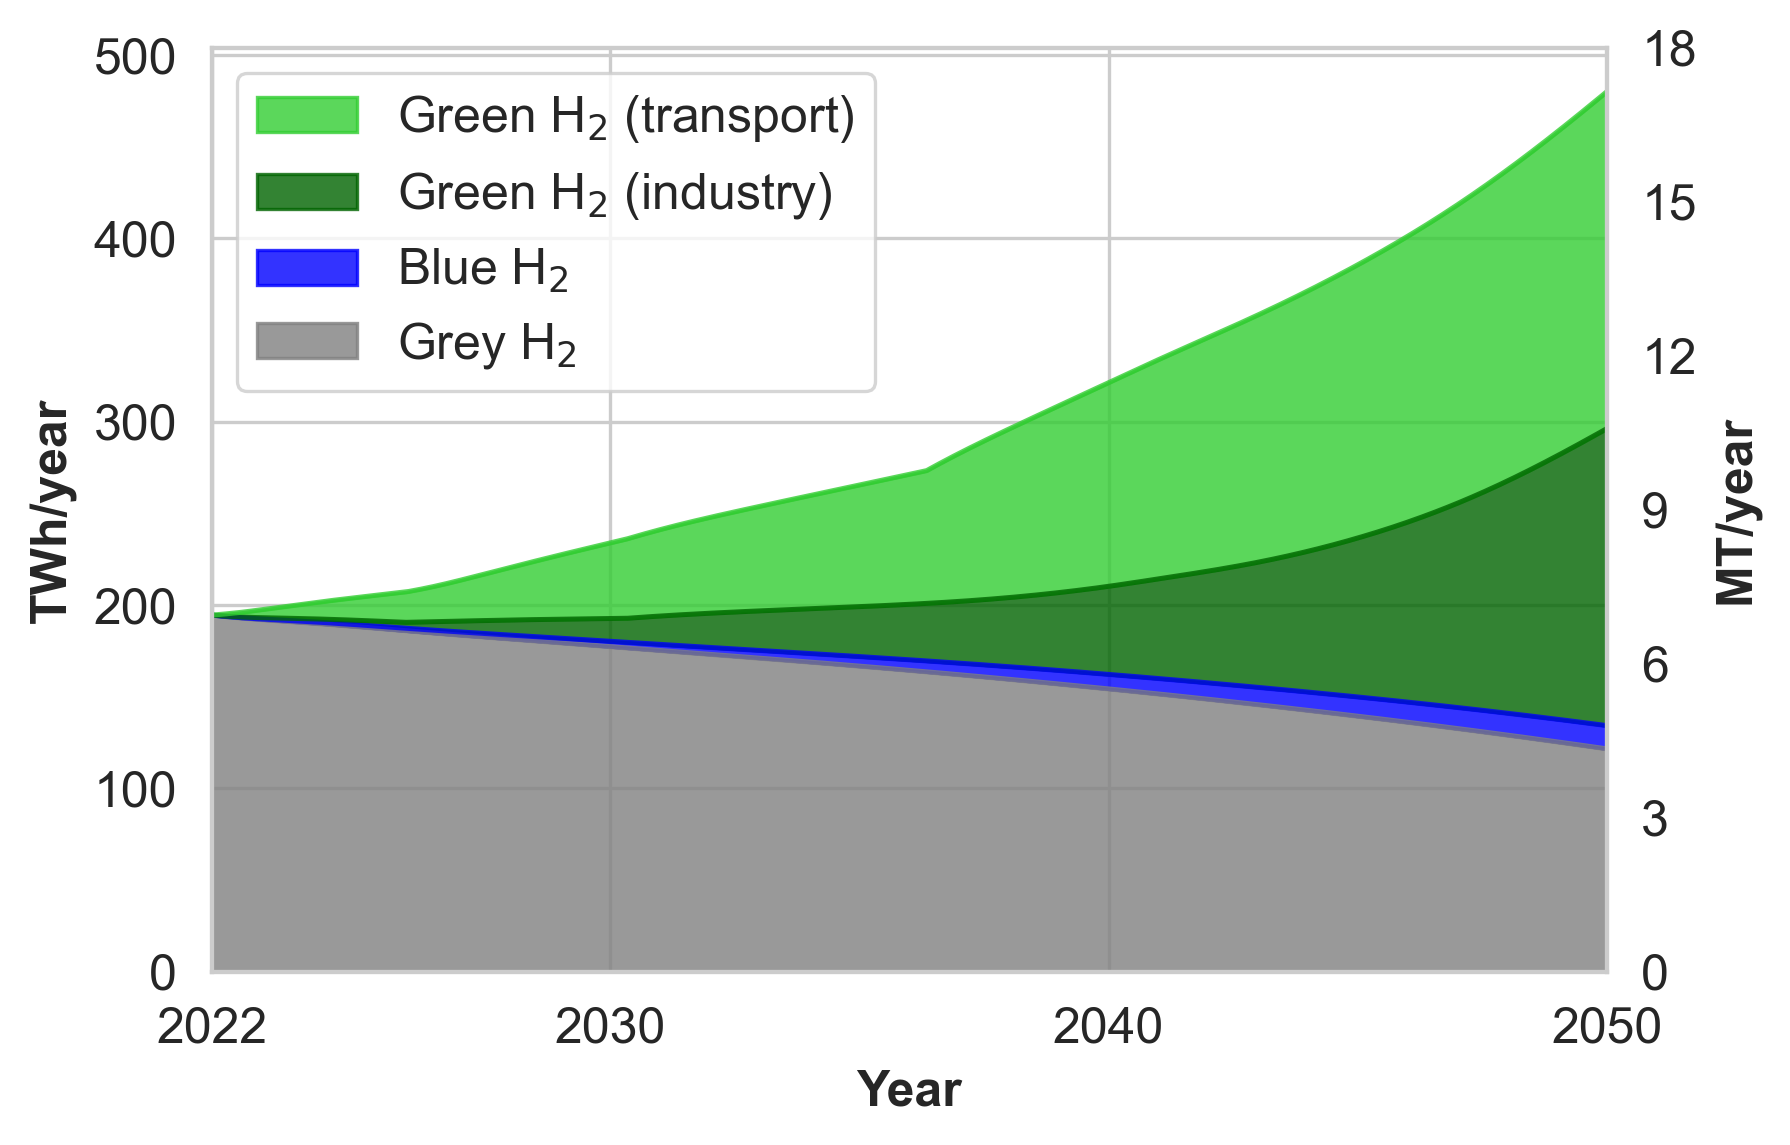 500
400
300
200
100
0
TWh/year
Green H₂ (transport)
Green H₂ (industry)
Blue H₂
Grey H₂
18
15
12
9
6
3
0
MT/year
2022 2030 2040 2050
Year